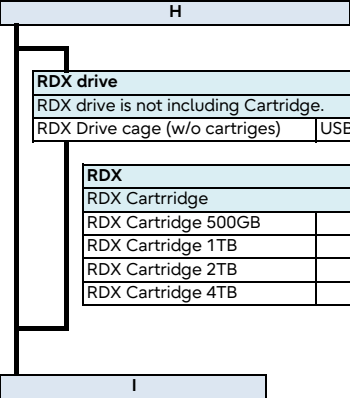 H
RDX drive
RDX drive is not including Cartridge.
RDX Drive cage (w/o cartriges) USB
RDX
RDX Cartrridge
RDX Cartridge 500GB
RDX Cartridge 1TB
RDX Cartridge 2TB
RDX Cartridge 4TB
I